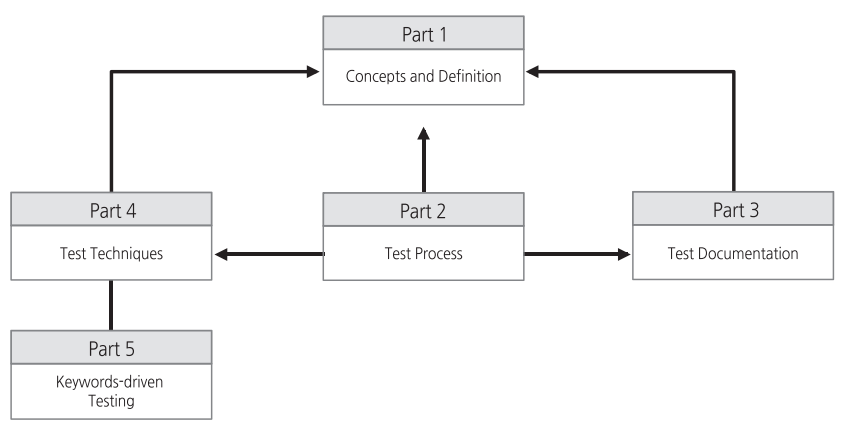 Part 1
Concepts and Definition
Part 4
Test Techniques
Part 2
Test Process
Part 3
Test Documentation
Part 5
Keywords-driven
Testing